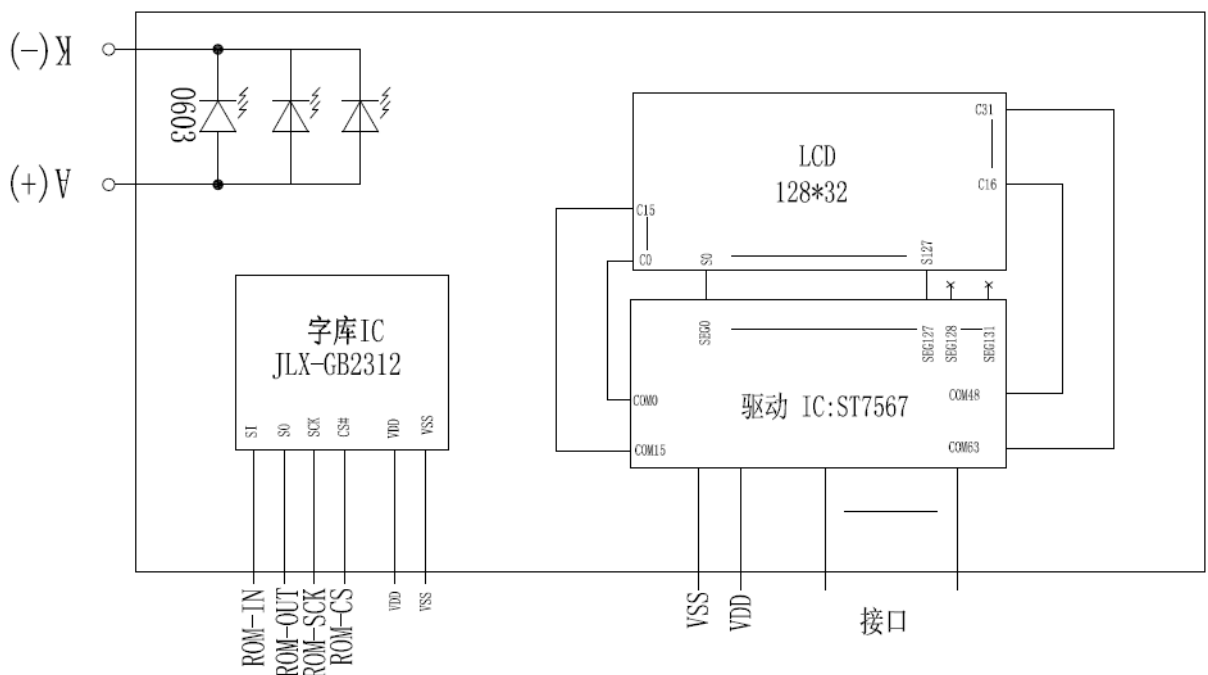 K(-)
0603
A(+)
LCD
128*32
C31
C16
C15
C0
S0
S127
SEG0
SEG127
SEG128
SEG131
驱动 IC:ST7567
COM0
COM15
COM48
COM63
字库IC
JLX-GB2312
SI
SO
SCK
CS#
VDD
VSS
ROM-IN
ROM-OUT
ROM-SCK
ROM-CS
VDD
VSS
VSS
VDD
接口